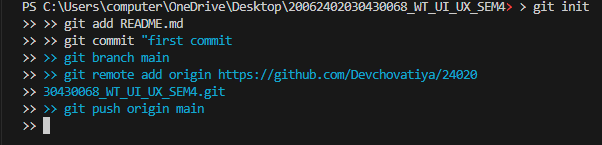 PS C:\Users\computer\OneDrive\Desktop\20062402030430068_WT_UI_UX_SEM4> > git init
>> >> git add README.md
>> >> git commit "first commit
>> >> git branch main
>> >> git remote add origin https://github.com/Devchovatiya/24020
>> 30430068_WT_UI_UX_SEM4.git
>> >> git push origin main
>>